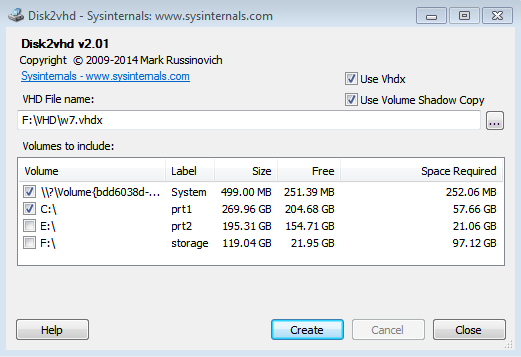 Disk2vhd - Sysinternals: www.sysinternals.com
Disk2vhd v2.01
Copyright © 2009-2014 Mark Russinovich
Sysinternals - www.sysinternals.com
Use Vhdx
VHD File name:
Use Volume Shadow Copy
F:\VHD\w7.vhdx
...
Volumes to include:
Volume Label Size Free Space Required
\\?\Volume{bdd6038d-... System 499.00 MB 251.39 MB 252.06 MB
C:\ prt1 269.96 GB 204.68 GB 57.66 GB
E:\ prt2 195.31 GB 154.71 GB 21.06 GB
F:\ storage 119.04 GB 21.95 GB 97.12 GB
Help Create Cancel Close